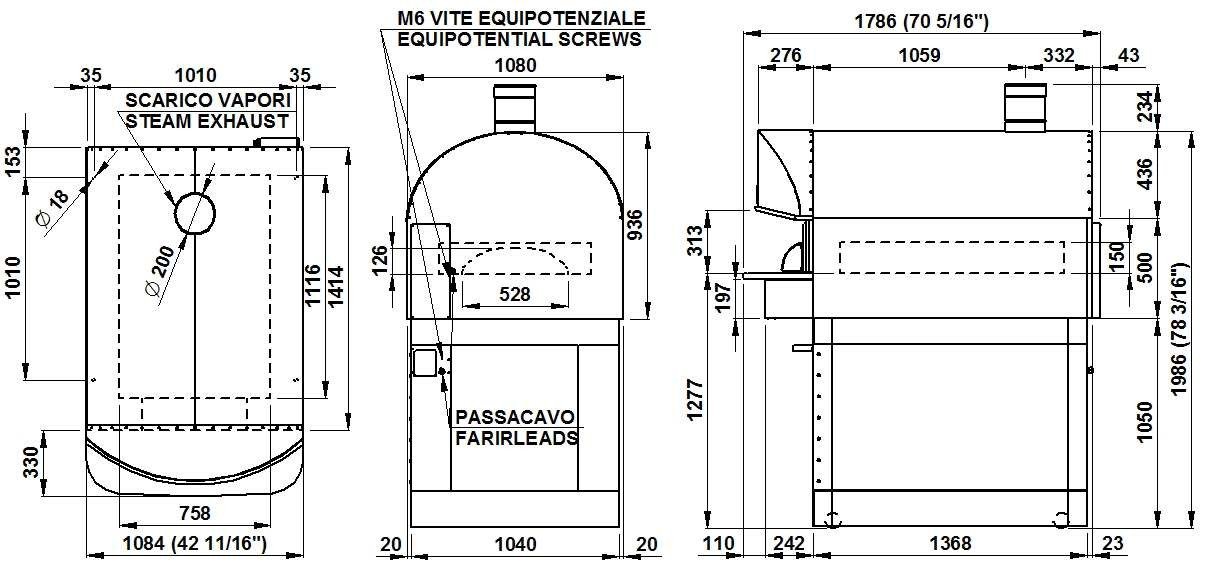 35
1010
35
SCARICO VAPORI
STEAM EXHAUST
153
Ø 18
1010
Ø 200
1116
1414
330
758
1084 (42 11/16")
M6 VITE EQUIPOTENZIALE
EQUIPOTENTIAL SCREWS
1080
936
126
528
PASSACAVO
FARIRLEADS
20
1040
20
1786 (70 5/16")
276
1059
332
43
234
436
313
150
500
197
1986 (78 3/16")
1277
1050
110
242
1368
23